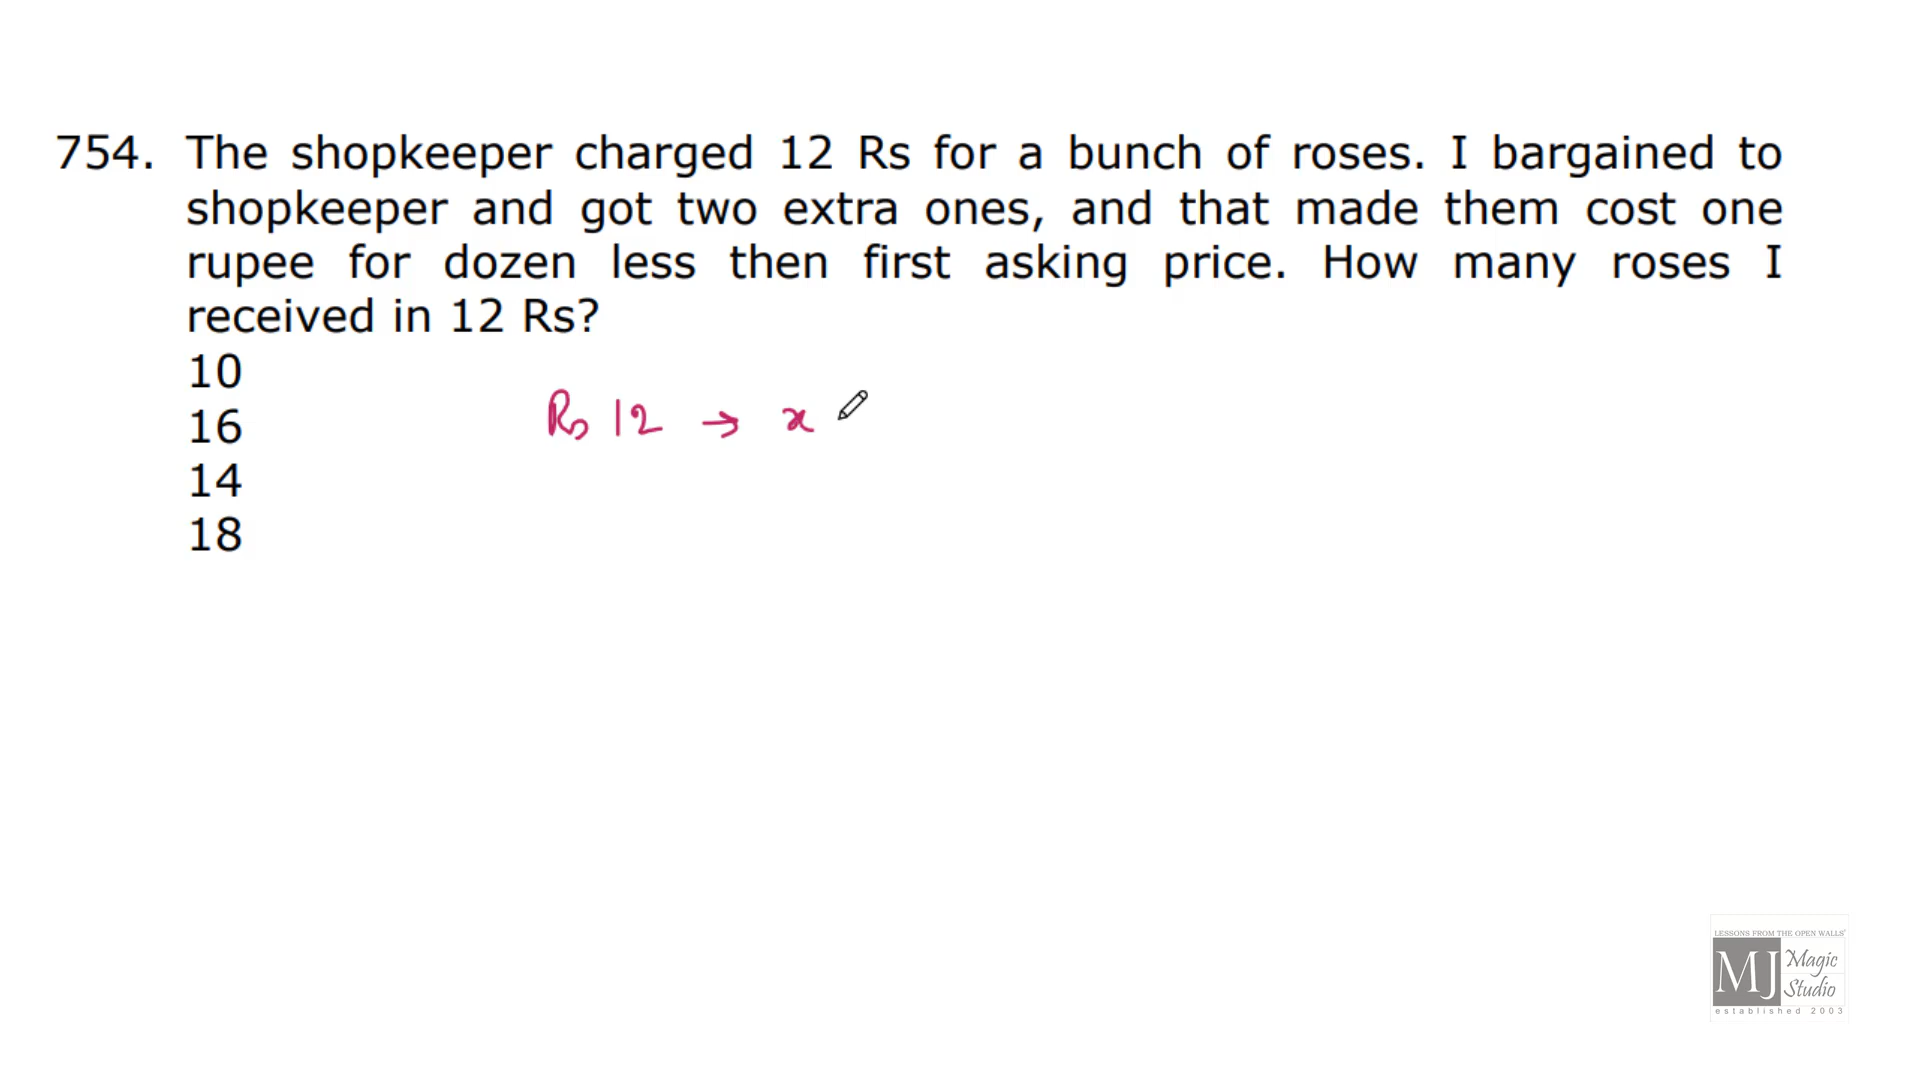 754. The shopkeeper charged 12 Rs for a bunch of roses. I bargained to
shopkeeper and got two extra ones, and that made them cost one
rupee for dozen less then first asking price. How many roses I
received in 12 Rs?
10
16
14
18
Rs 12 → x
LESSONS FROM THE OPEN WALLS
MJ Magic
Studio
established 2003